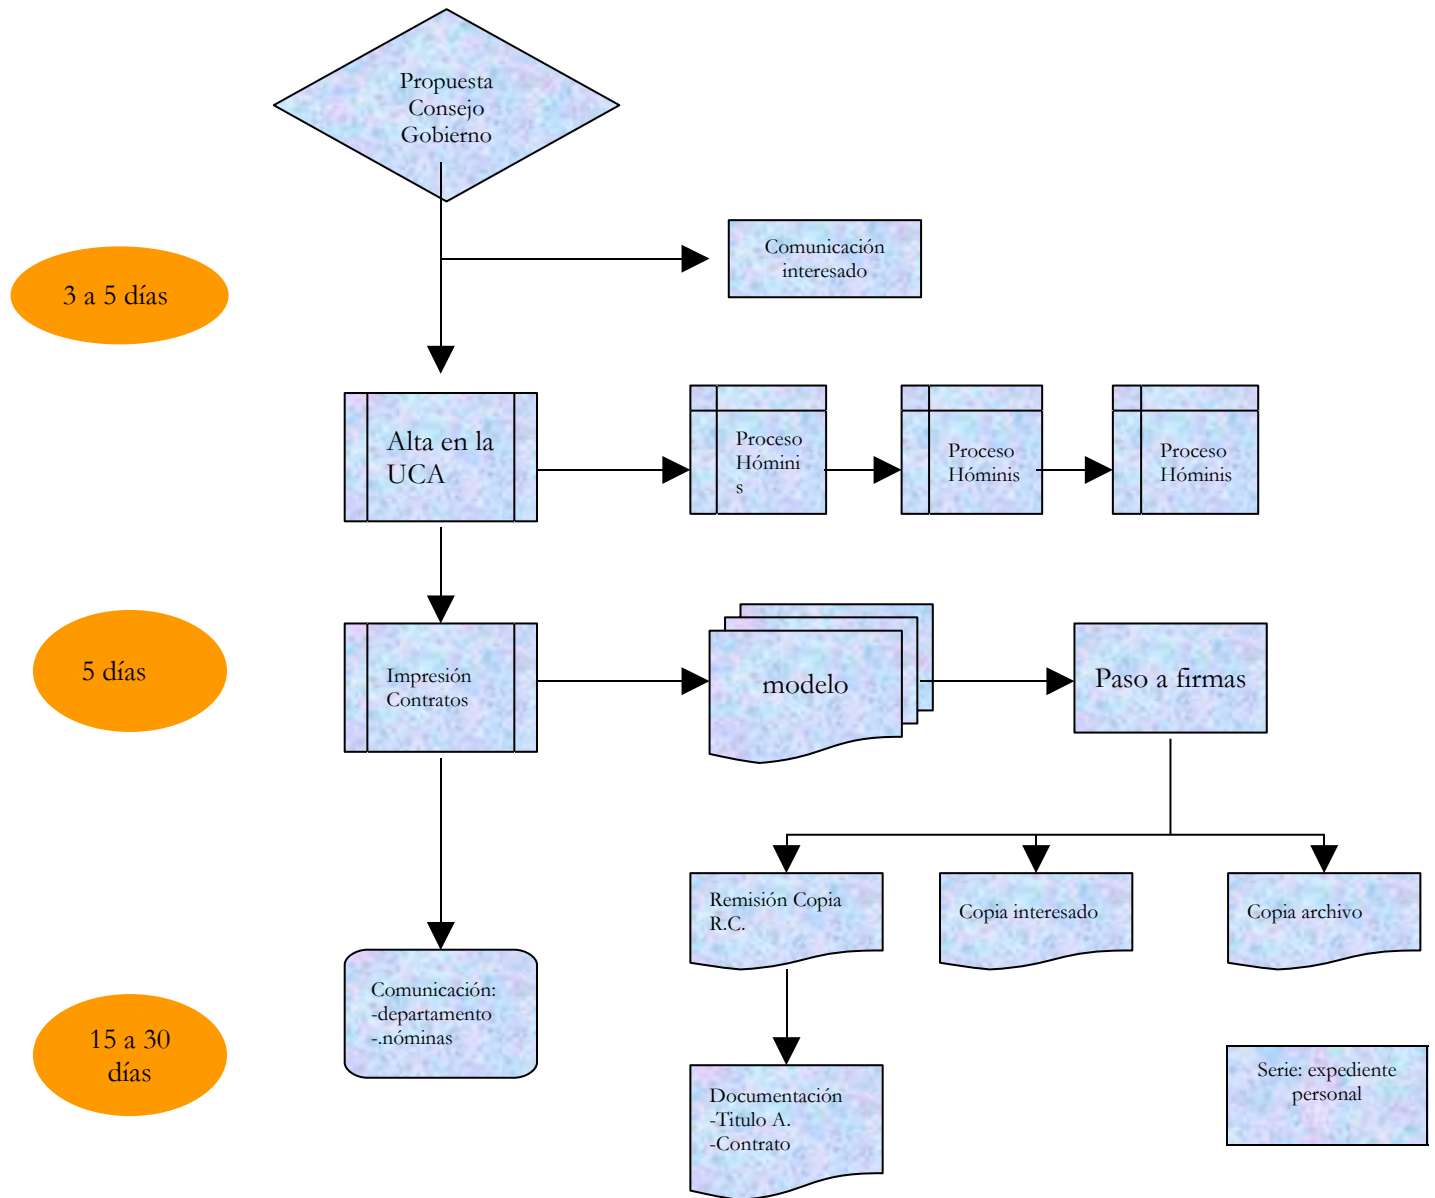 Propuesta
Consejo
Gobierno
Comunicación
interesado
3 a 5 días
Alta en la
UCA
Proceso
Hómini
s
Proceso
Hóminis
Proceso
Hóminis
5 días
Impresión
Contratos
modelo
Paso a firmas
Remisión Copia
R.C.
Copia interesado
Copia archivo
Comunicación:
-departamento
-.nóminas
15 a 30
días
Documentación
-Titulo A.
-Contrato
Serie: expediente
personal